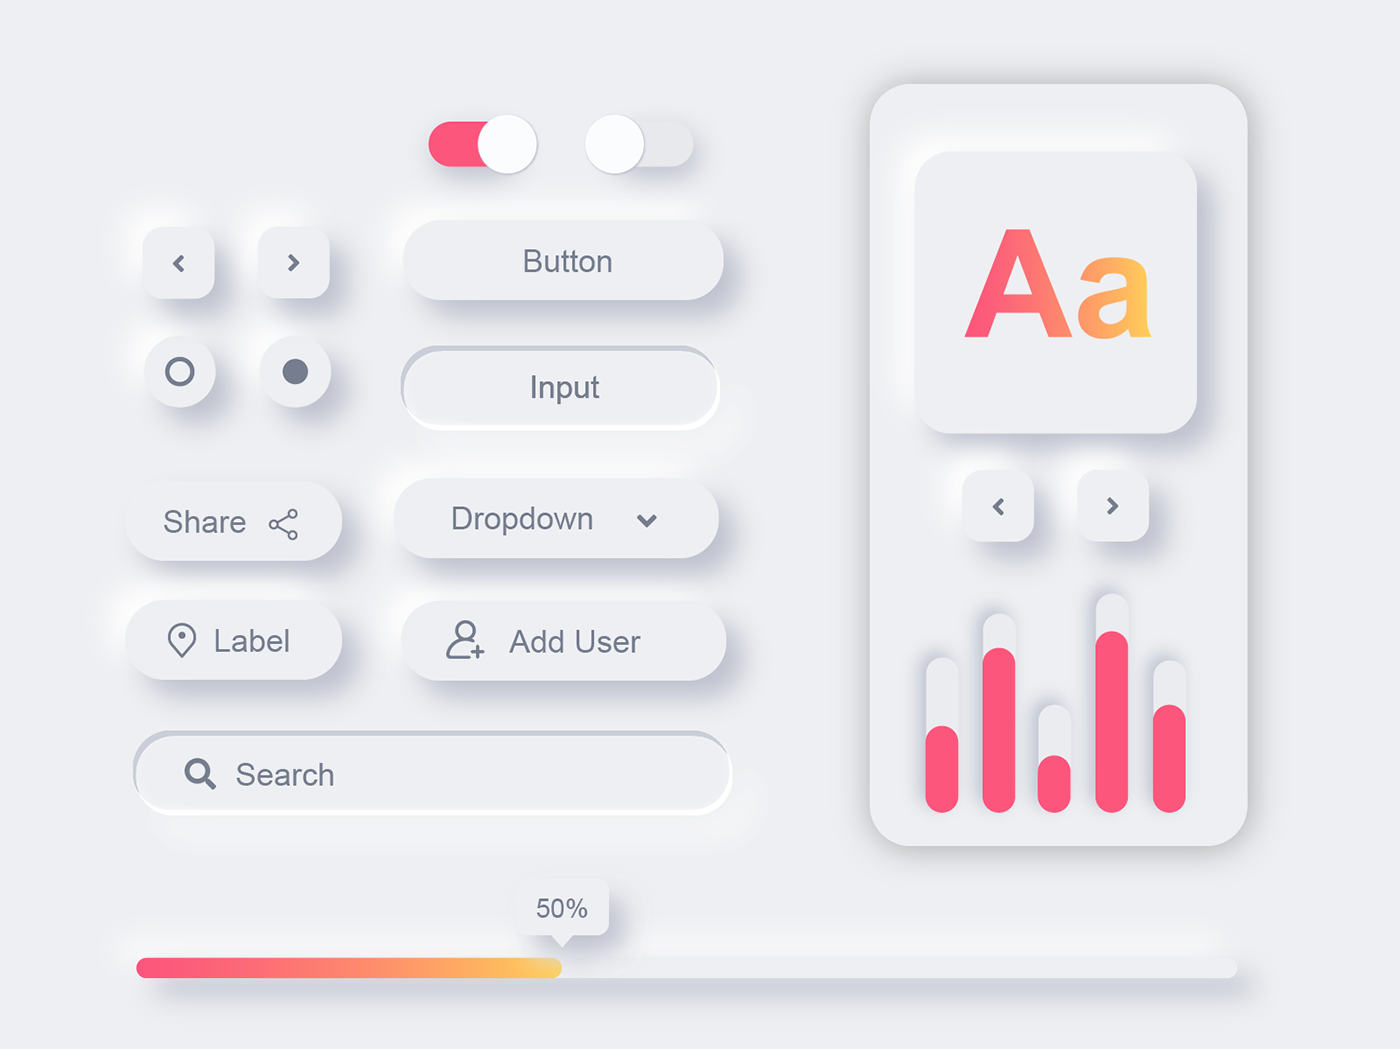 Button
Input
Share
Dropdown
Label
Add User
Search
50%
Aa